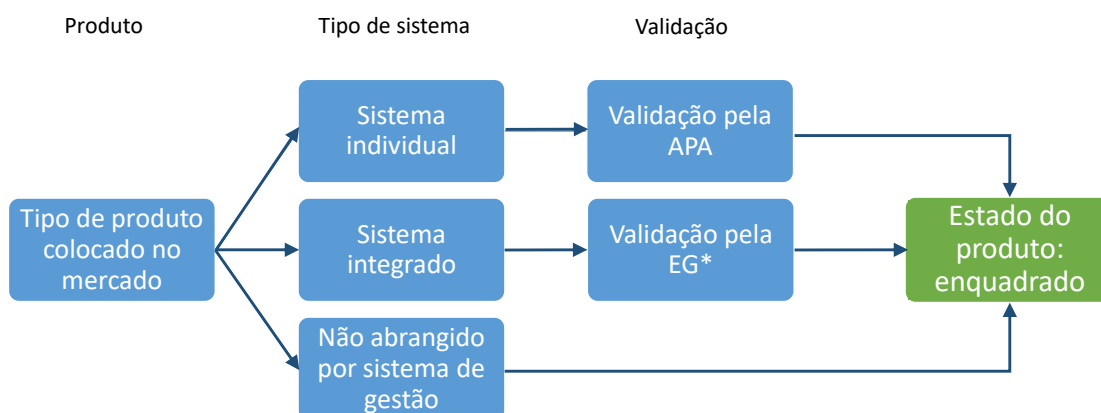 Produto
Tipo de sistema
Validação
Sistema
individual
Validação pela
APA
Tipo de produto
colocado no
mercado
Sistema
integrado
Validação pela
EG*
Estado do
produto:
enquadrado
Não abrangido
por sistema de
gestão